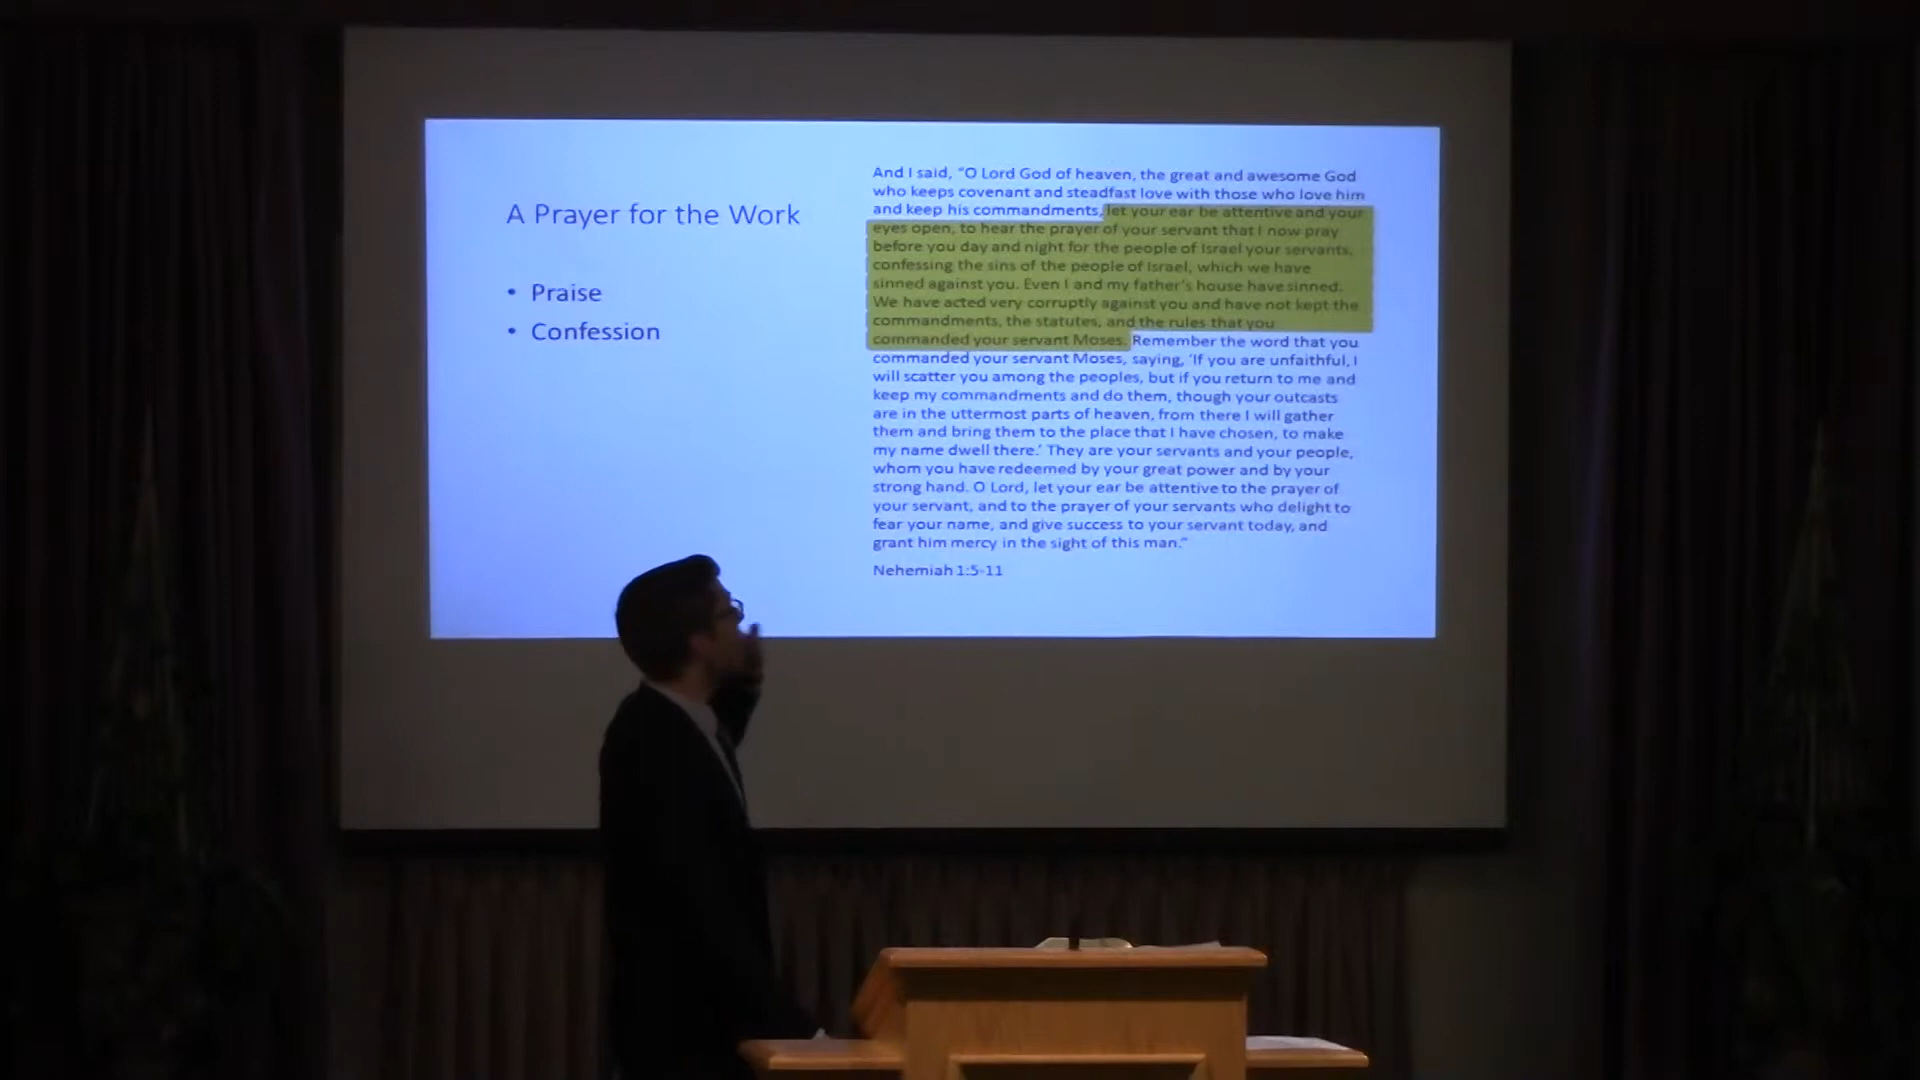 A Prayer for the Work
• Praise
• Confession
And I said, “O Lord God of heaven, the great and awesome God
who keeps covenant and steadfast love with those who love him
and keep his commandments, let your ear be attentive and your
eyes open, to hear the prayer of your servant that I now pray
before you day and night for the people of Israel your servants,
confessing the sins of the people of Israel, which we have
sinned against you. Even I and my father’s house have sinned.
We have acted very corruptly against you and have not kept the
commandments, the statutes, and the rules that you
commanded your servant Moses. Remember the word that you
commanded your servant Moses, saying, ‘If you are unfaithful, I
will scatter you among the peoples, but if you return to me and
keep my commandments and do them, though your outcasts
are in the uttermost parts of heaven, from there I will gather
them and bring them to the place that I have chosen, to make
my name dwell there.’ They are your servants and your people,
whom you have redeemed by your great power and by your
strong hand. O Lord, let your ear be attentive to the prayer of
your servant, and to the prayer of your servants who delight to
fear your name, and give success to your servant today, and
grant him mercy in the sight of this man.”
Nehemiah 1:5-11